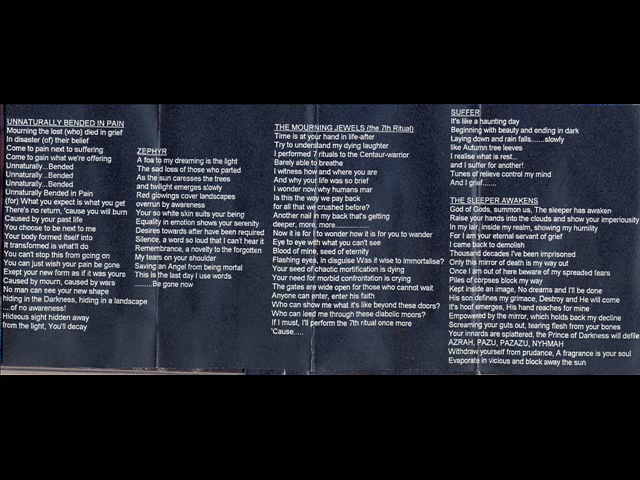 UNNATURALLY BENDED IN PAIN
Mourning the lost (who) died in grief
In disaster (of) their belief
Come to pain next to suffering
Come to gain what we're offering
Unnaturally...Bended
Unnaturally...Bended
Unnaturally...Bended
Unnaturally Bended in Pain
(for) What you expect is what you get
There's no return, 'cause you will burn
Caused by your past life
You choose to be next to me
Your body formed itself into
It transformed is what'll do
You can't stop this from going on
You can just wish your pain be gone
Exept your new form as if it was yours
Caused by mourn, caused by wars
No man can see your new shape
hiding in the Darkness, hiding in a landscape
....of no awareness!
Hideous sight hidden away
from the light, You'll decay
ZEPHYR
A foa to my dreaming is the light
The sad loss of those who parted
As the sun caresses the trees
and twilight emerges slowly
Red glowings cover landscapes
overrun by awareness
Your so white skin suits your being
Equality in emotion shows your serenity
Desires towards after have been required
Silence, a word so loud that I can't hear it
Remembrance, a novelty to the forgotten
My tears on your shoulder
Saving an Angel from being mortal
This is the last day I use words
.........Be gone now
THE MOURNING JEWELS (the 7th Ritual)
Time is at your hand in life-after
Try to understand my dying laughter
I performed 7 rituals to the Centaur-warrior
Barely able to breathe
I witness how and where you are
And why your life was so brief
I wonder now why humans mar
Is this the way we pay back
for all that we crushed before?
Another nail in my back that's getting
deeper, more, more...............
Now it is for I to wonder how it is for you to wander
Eye to eye with what you can't see
Blood of mine, seed of eternity
Flashing eyes, in disguise Was it wise to immortalise?
Your seed of chaotic mortification is dying
Your need for morbid confrontation is crying
The gates are wide open for those who cannot wait
Anyone can enter, enter his faith
Who can show me what it's like beyond these doors?
Who can leed me through these diabolic moors?
If I must, I'll perform the 7th ritual once more
'Cause.....
SUFFER
It's like a haunting day
Beginning with beauty and ending in dark
Laying down and rain falls.......slowly
like Autumn tree leeves
I realise what is rest...
and I suffer for another!
Tunes of relieve control my mind
And I grief.......
THE SLEEPER AWAKENS
God of Gods, summon us, The sleeper has awaken
Raise your hands into the clouds and show your imperiously
In my lair, inside my realm, showing my humility
For I am your eternal servant of grief
I came back to demolish
Thousand decades I've been imprisoned
Only this mirror of death is my way out
Once I am out of here beware of my spreaded fears
Piles of corpses block my way
Kept inside an image, No dreams and I'll be done
His son defines my grimace, Destroy and He will come
It's hoof emerges, His hand reaches for mine
Empowered by the mirror, which holds back my decline
Screaming your guts out, tearing flesh from your bones
Your innards are splattered, the Prince of Darkness will defile
AZRAH, PAZU, PAZAZU, NYHMAH
Withdraw yourself from prudance, A fragrance is your soul
Evaporate in vicious and block away the sun